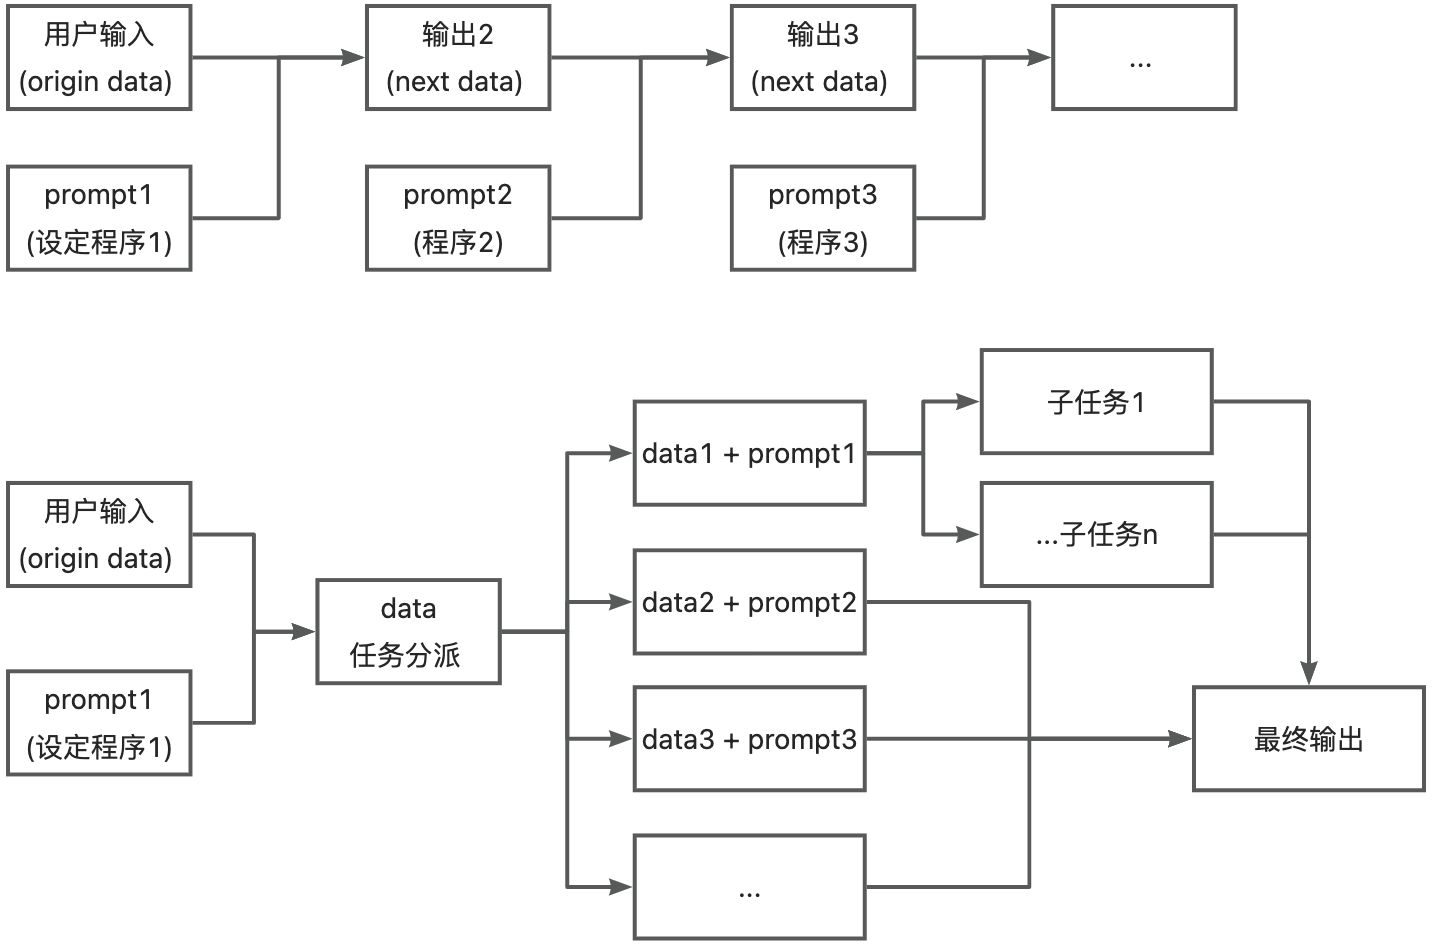 用户输入
(origin data)
输出2
(next data)
输出3
(next data)
...
prompt1
(设定程序1)
prompt2
(程序2)
prompt3
(程序3)
子任务1
data1 + prompt1
...子任务n
用户输入
(origin data)
data
任务分派
data2 + prompt2
prompt1
(设定程序1)
data3 + prompt3
最终输出
...